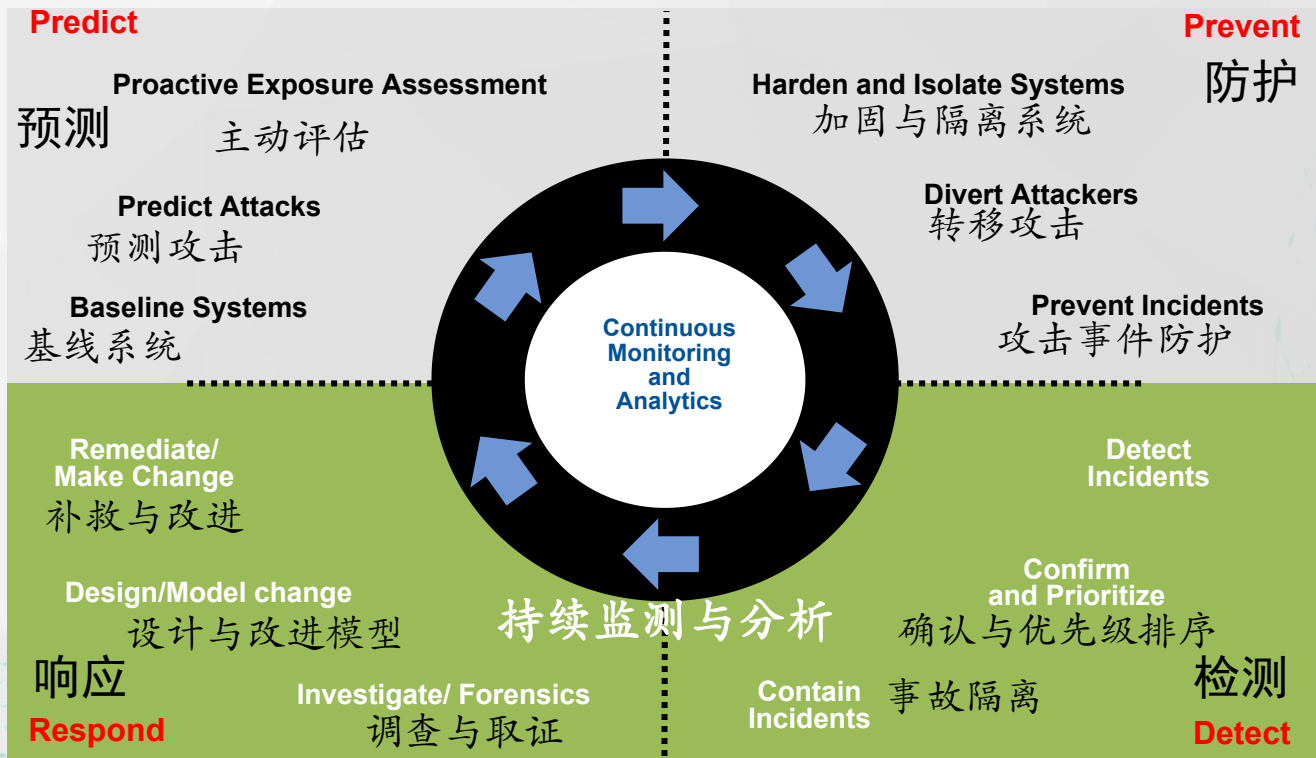 Predict
Proactive Exposure Assessment
预测
主动评估
Predict Attacks
预测攻击
Baseline Systems
基线系统
Prevent
Harden and Isolate Systems
防护
加固与隔离系统
Divert Attackers
转移攻击
Prevent Incidents
攻击事件防护
Continuous
Monitoring
and
Analytics
持续监测与分析
Remediate/
Make Change
补救与改进
Design/Model change
设计与改进模型
Investigate/ Forensics
调查与取证
响应
Respond
Detect
Incidents
Confirm
and Prioritize
确认与优先级排序
Contain
Incidents
事故隔离
检测
Detect